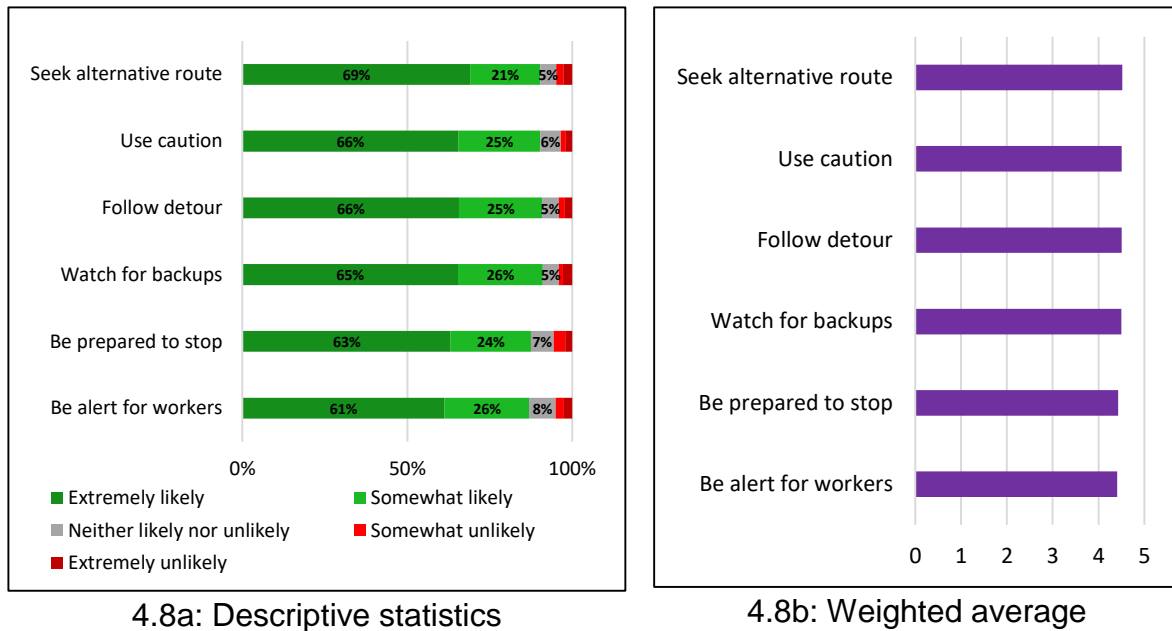 Seek alternative route
69% 21% 5%
Use caution
66% 25% 6%
Follow detour
66% 25% 5%
Watch for backups
65% 26% 5%
Be prepared to stop
63% 24% 7%
Be alert for workers
61% 26% 8%
0% 50% 100%
Extremely likely Somewhat likely
Neither likely nor unlikely Somewhat unlikely
Extremely unlikely
4.8a: Descriptive statistics
Seek alternative route
Use caution
Follow detour
Watch for backups
Be prepared to stop
Be alert for workers
0 1 2 3 4 5
4.8b: Weighted average